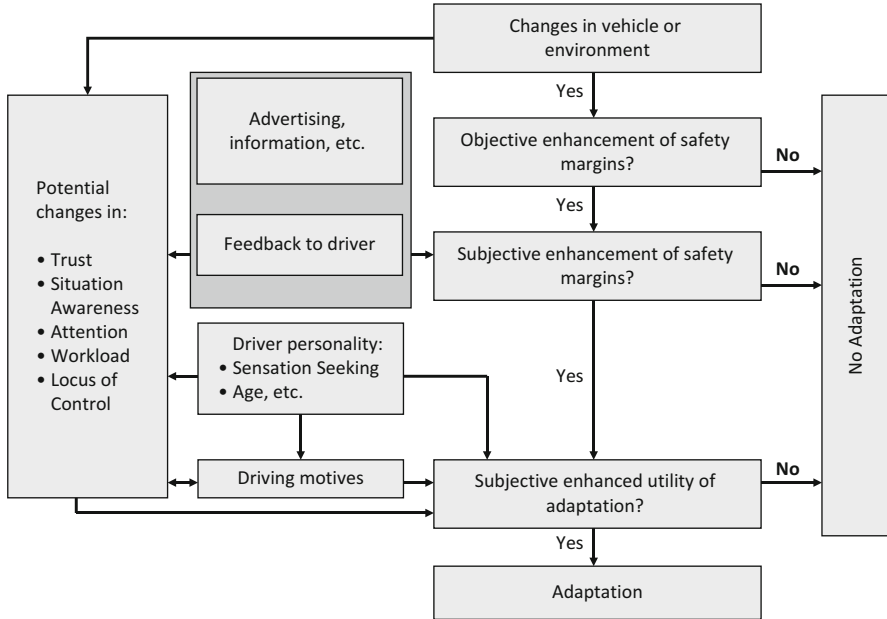 Changes in vehicle or
environment
Yes
Advertising,
information, etc.
Objective enhancement of safety
margins?
No
Yes
Potential
changes in:
• Trust
• Situation
Awareness
• Attention
• Workload
• Locus of
Control
Feedback to driver
Subjective enhancement of safety
margins?
No
No Adaptation
Driver personality:
• Sensation Seeking
• Age, etc.
Yes
Driving motives
Subjective enhanced utility of
adaptation?
No
Yes
Adaptation